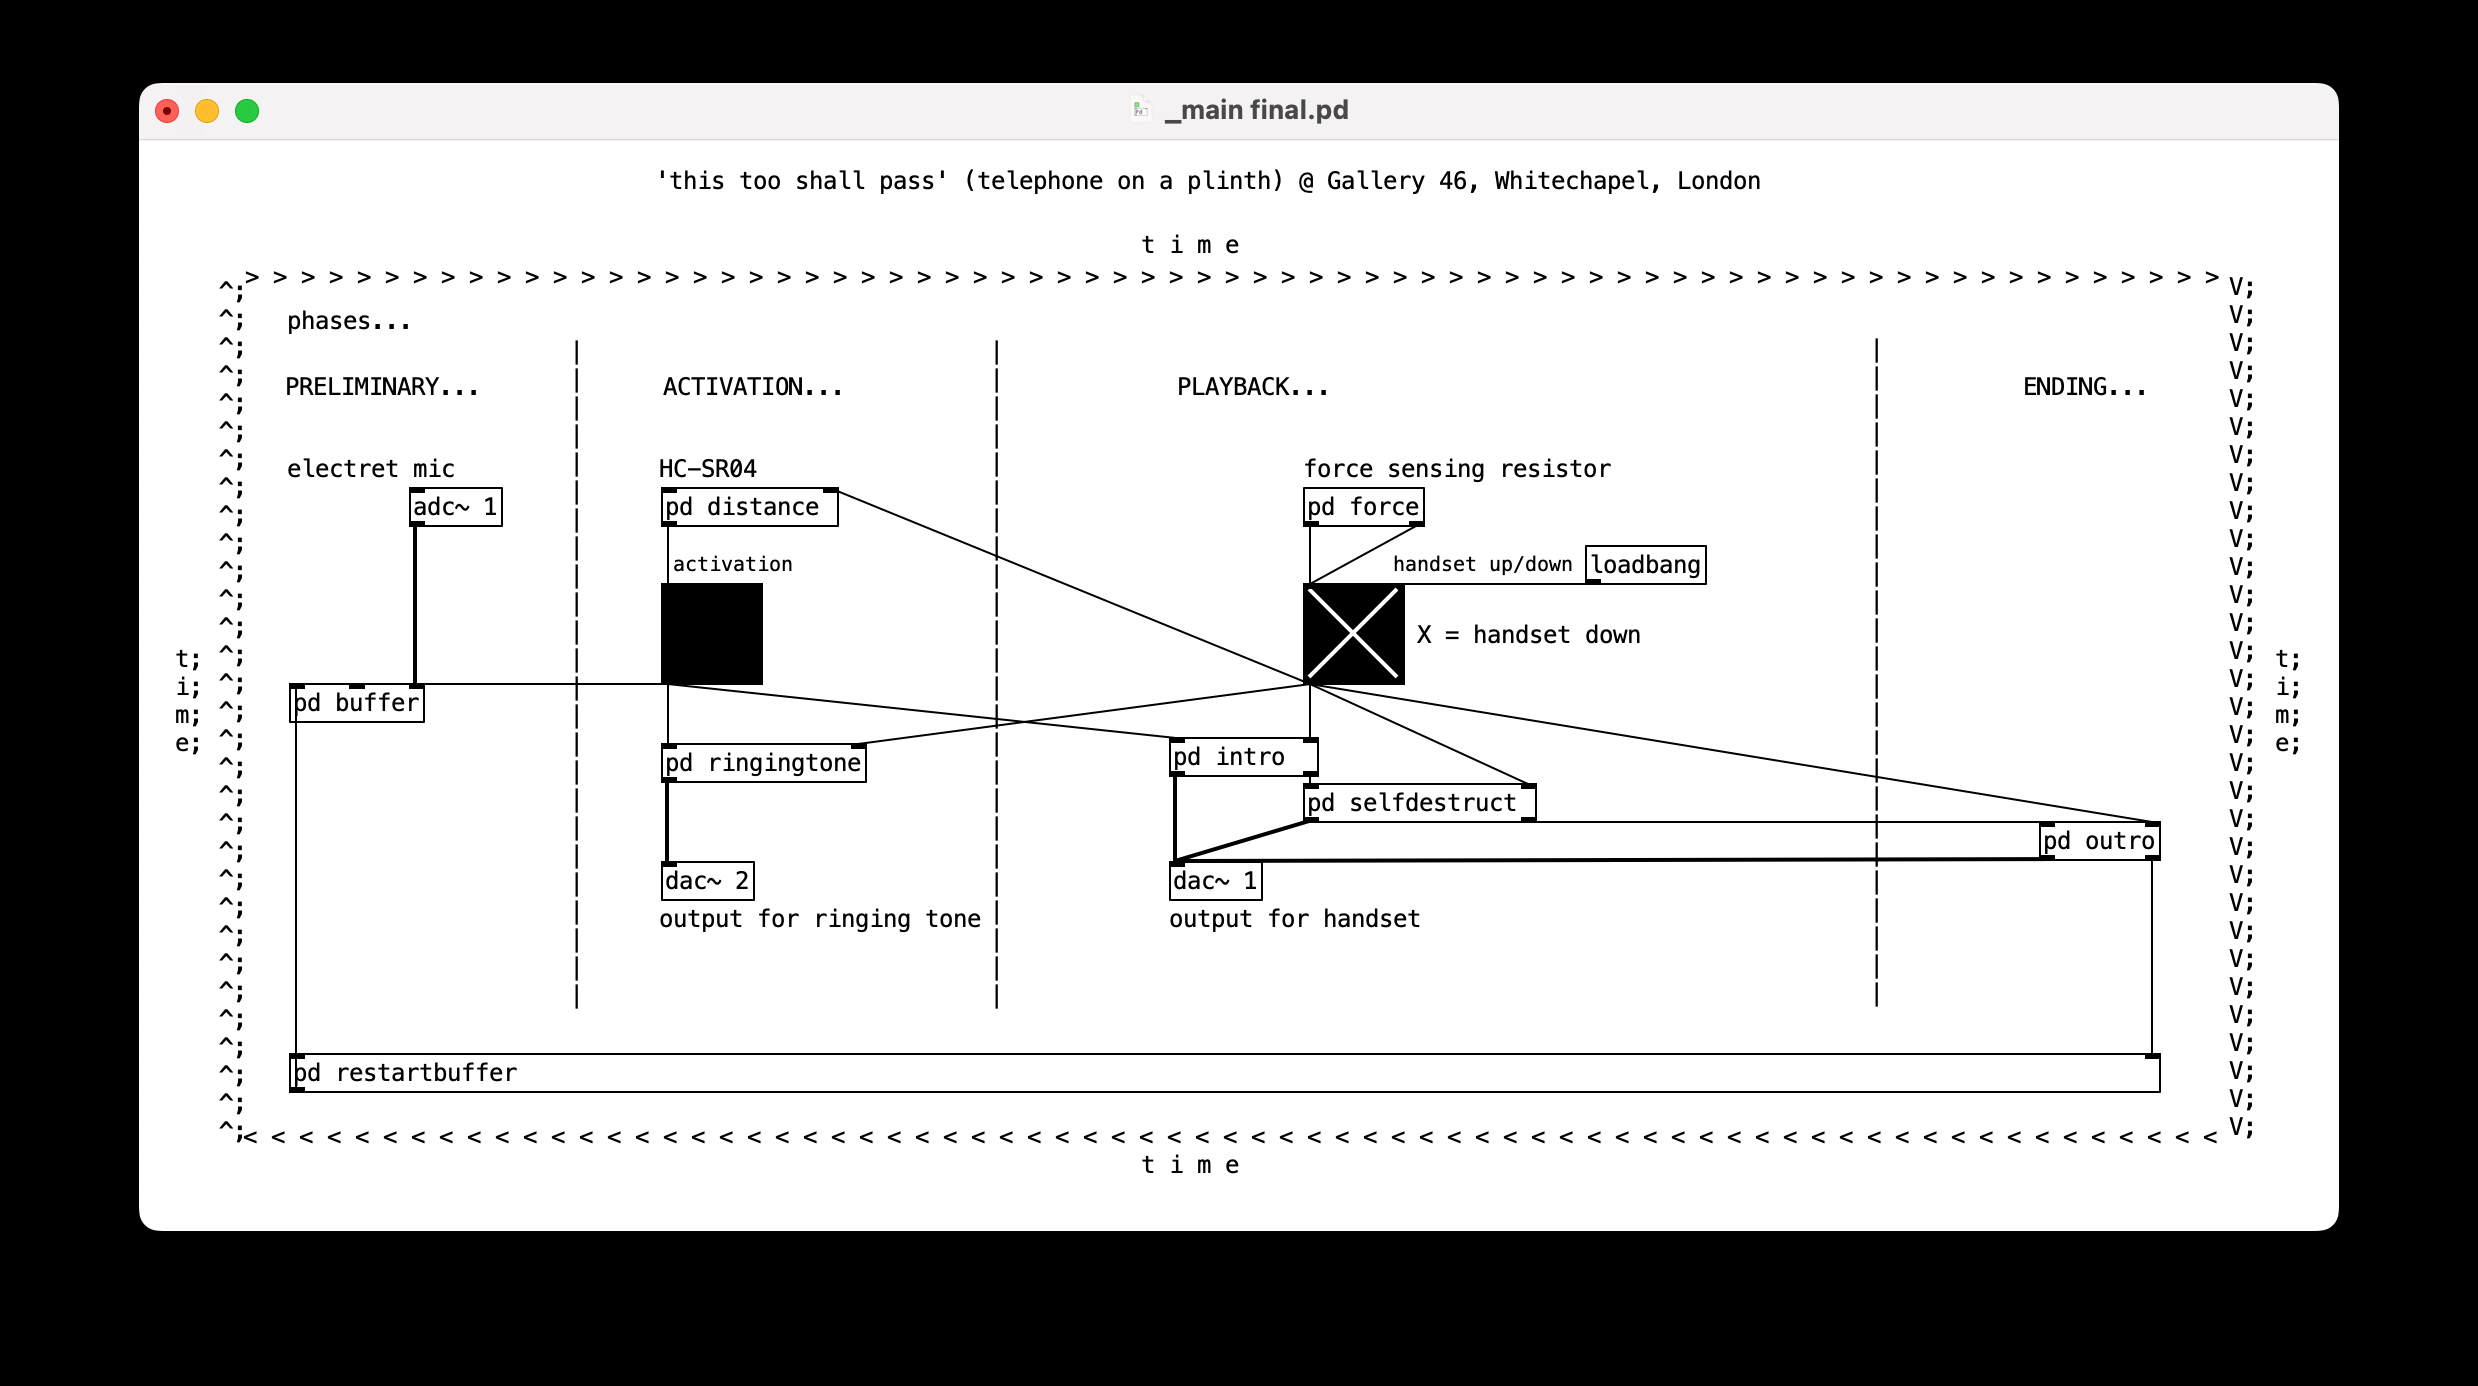 _main final.pd
'this too shall pass' (telephone on a plinth) @ Gallery 46, Whitechapel, London
t i m e
> > > > > > > > > > > > > > > > > > > > > > > > > > > > > > > > > > > > > > > > > > > > > > > > > > > > > > > > > > > > > > > > > > > > > > >
^; V;
^; phases... V;
^; V;
^; PRELIMINARY... | ACTIVATION... | PLAYBACK... | ENDING... V;
electret mic HC-SR04 force sensing resistor
adc~ 1 pd distance pd force
activation handset up/down loadbang
X = handset down
t; t;
i; i;
m; m;
e; e;
pd buffer
pd ringingtone pd intro
pd selfdestruct
pd outro
dac~ 2 dac~ 1
output for ringing tone output for handset
pd restartbuffer
< < < < < < < < < < < < < < < < < < < < < < < < < < < < < < < < < < < < < < < < < < < < < < < < < < < < < < < < < < < < < < < < < < < < < < <
t i m e